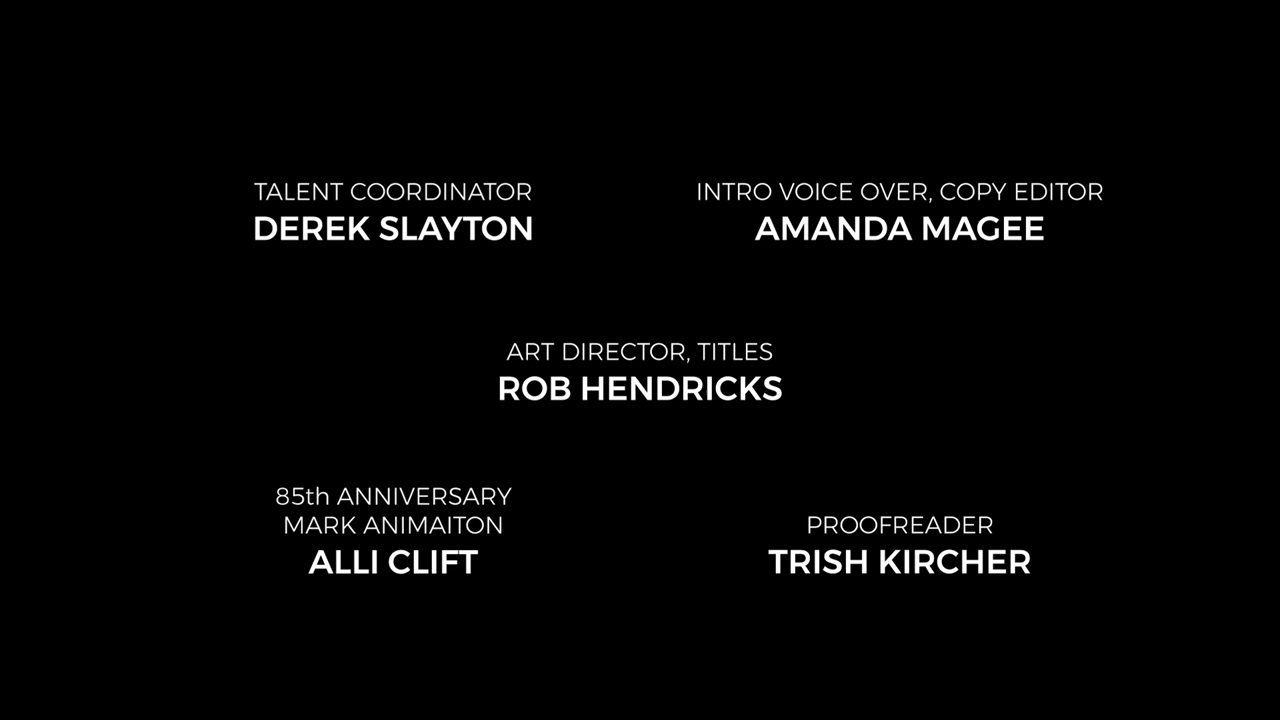 TALENT COORDINATOR
DEREK SLAYTON
INTRO VOICE OVER, COPY EDITOR
AMANDA MAGEE
ART DIRECTOR, TITLES
ROB HENDRICKS
85th ANNIVERSARY
MARK ANIMAITON
ALLI CLIFT
PROOFREADER
TRISH KIRCHER